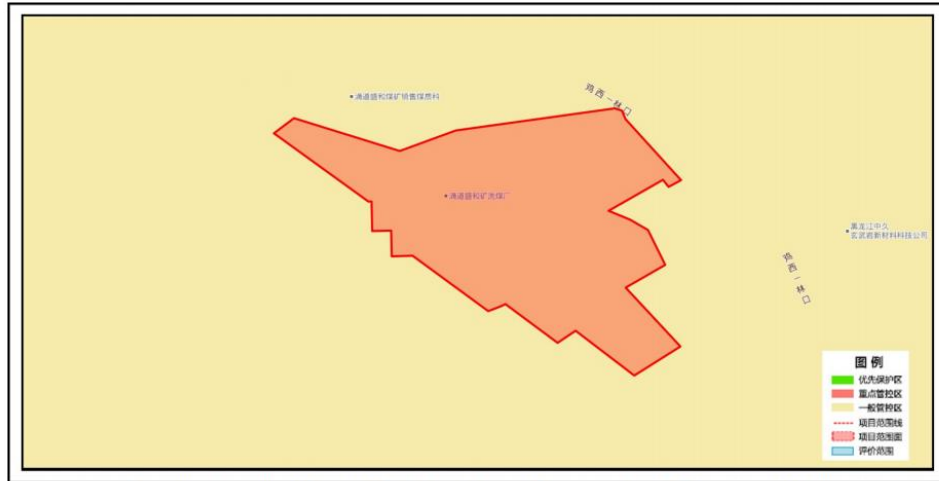 滴道盛和煤矿销售煤质科
鸡西一林口
滴道盛和矿洗煤厂
黑龙江中久
玄武岩新材料科技公司
鸡西一林口
图例
优先保护区
重点管控区
一般管控区
项目范围线
项目范围面
评价范围